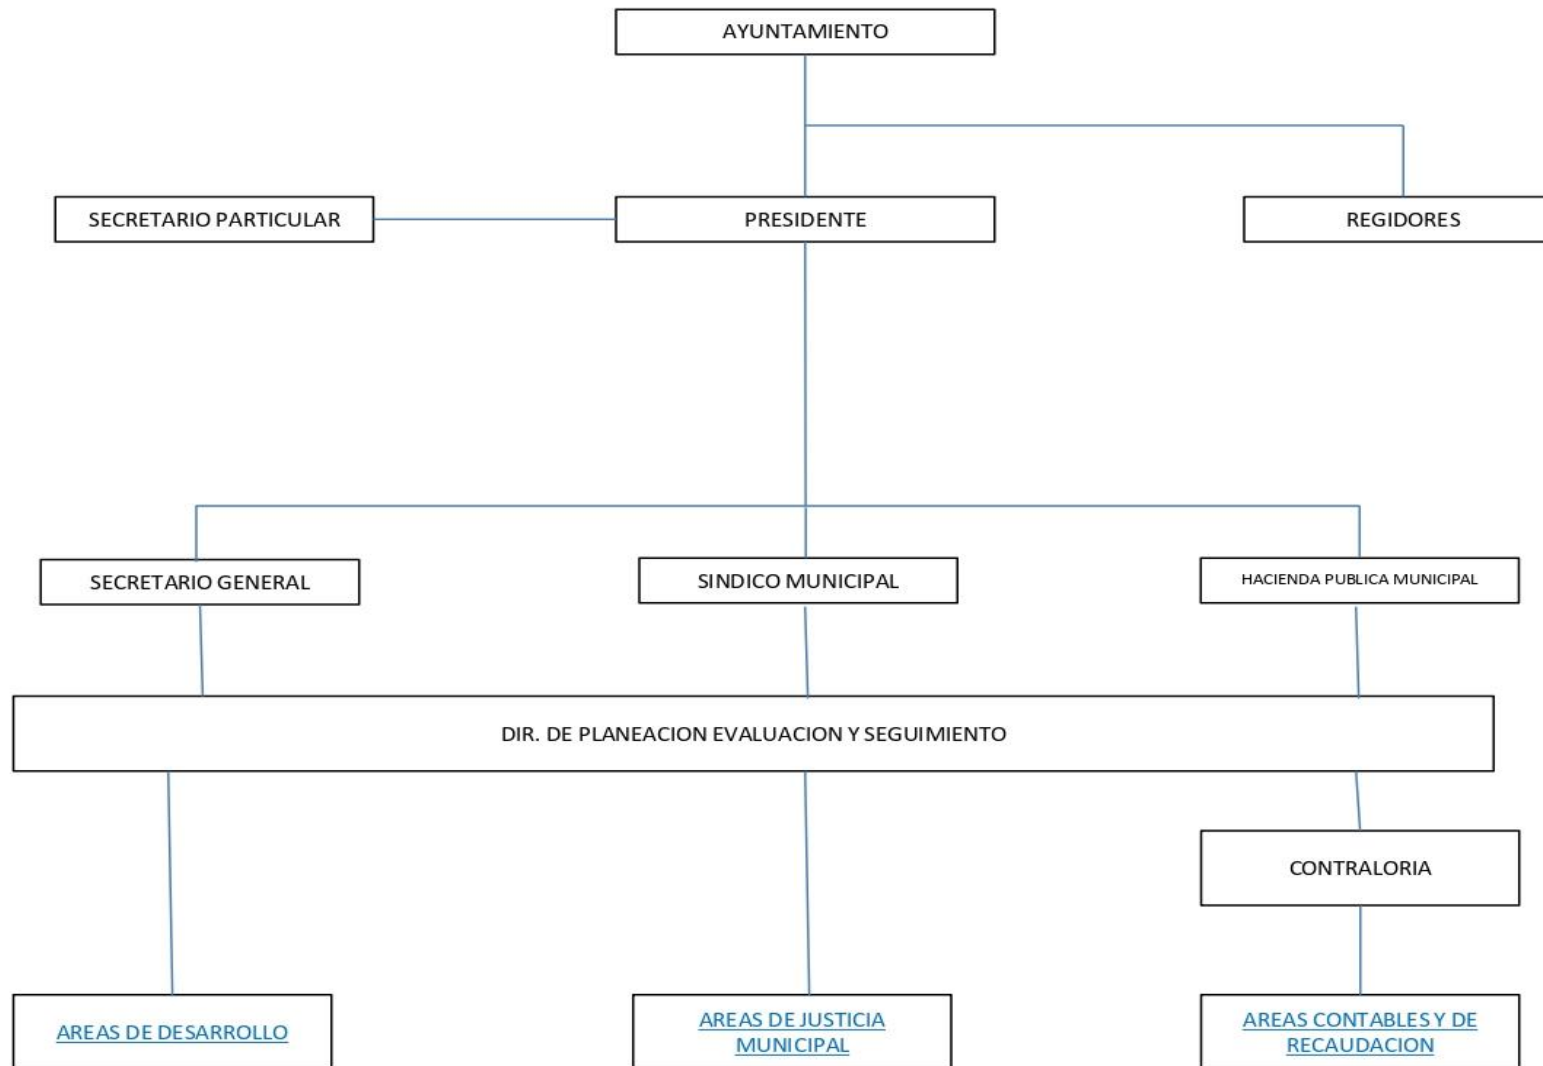 AYUNTAMIENTO
SECRETARIO PARTICULAR
PRESIDENTE
REGIDORES
SECRETARIO GENERAL
SINDICO MUNICIPAL
HACIENDA PUBLICA MUNICIPAL
DIR. DE PLANEACION EVALUACION Y SEGUIMIENTO
CONTRALORIA
AREAS DE DESARROLLO
AREAS DE JUSTICIA
MUNICIPAL
AREAS CONTABLES Y DE
RECAUDACION